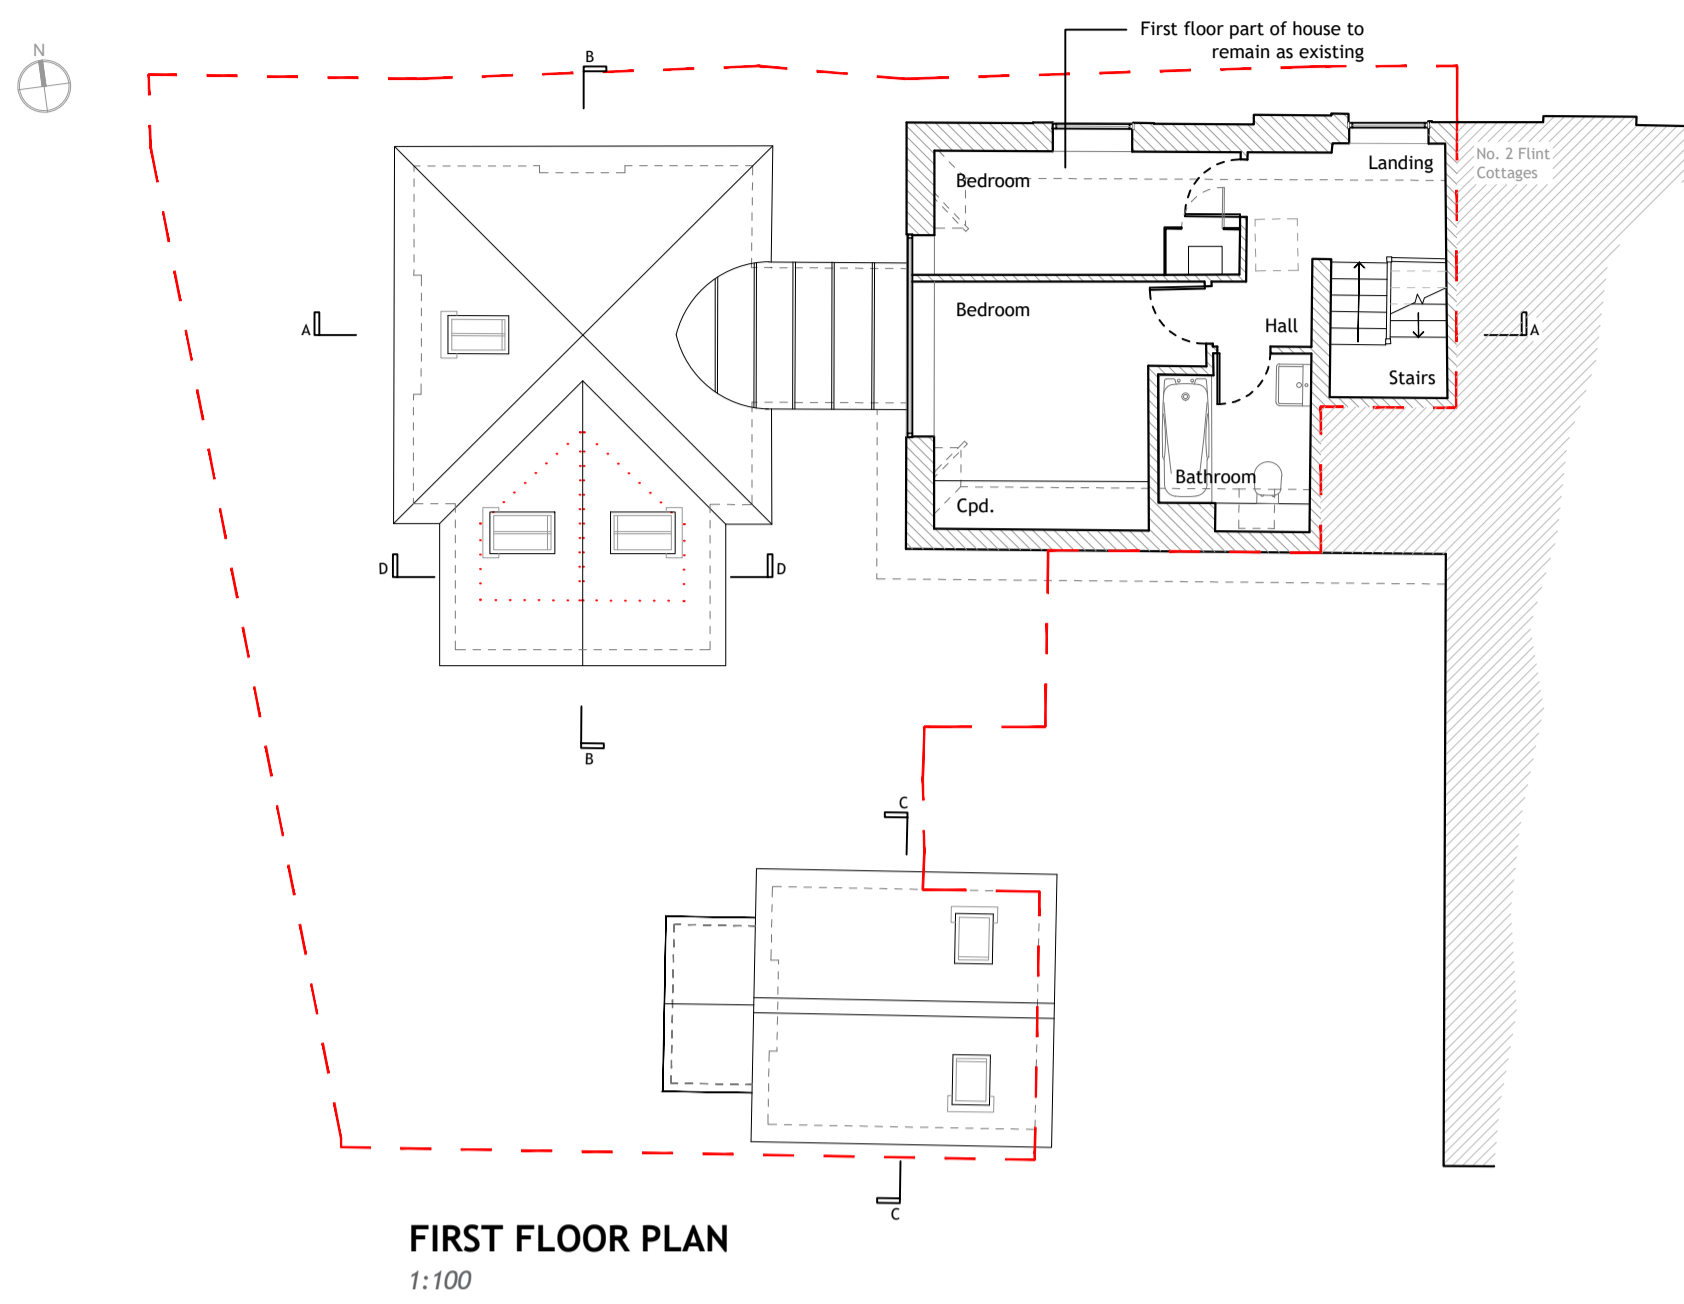 First floor part of house to
remain as existing
N
B
Landing
No. 2 Flint
Cottages
Bedroom
Bedroom
Hall
A
A
Stairs
Bathroom
Cpd.
D
D
B
C
C
FIRST FLOOR PLAN
1:100